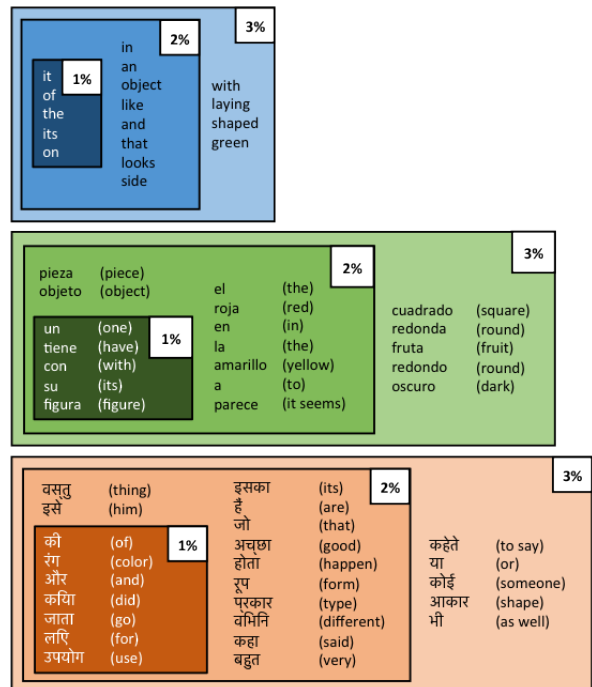 3%
2%
1%
it
of
the
its
on
in
an
object
like
and
that
looks
side
with
laying
shaped
green
3%
2%
pieza (piece)
objeto (object)
1%
un (one)
tiene (have)
con (with)
su (its)
figura (figure)
el (the)
roja (red)
en (in)
la (the)
amarillo (yellow)
a (to)
parece (it seems)
cuadrado (square)
redonda (round)
fruta (fruit)
redondo (round)
oscuro (dark)
3%
2%
वस्‌तु (thing)
इसे (him)
1%
की (of)
रंग (color)
और (and)
कयिा (did)
जाता (go)
लएि (for)
उपयोग (use)
इसका (its)
हैं (are)
जो (that)
अच्‌छा (good)
होता (happen)
रूप (form)
प्‌रकार (type)
वभिनि (different)
कहा (said)
बहुत (very)
कहेते (to say)
या (or)
कोई (someone)
आकार (shape)
भी (as well)